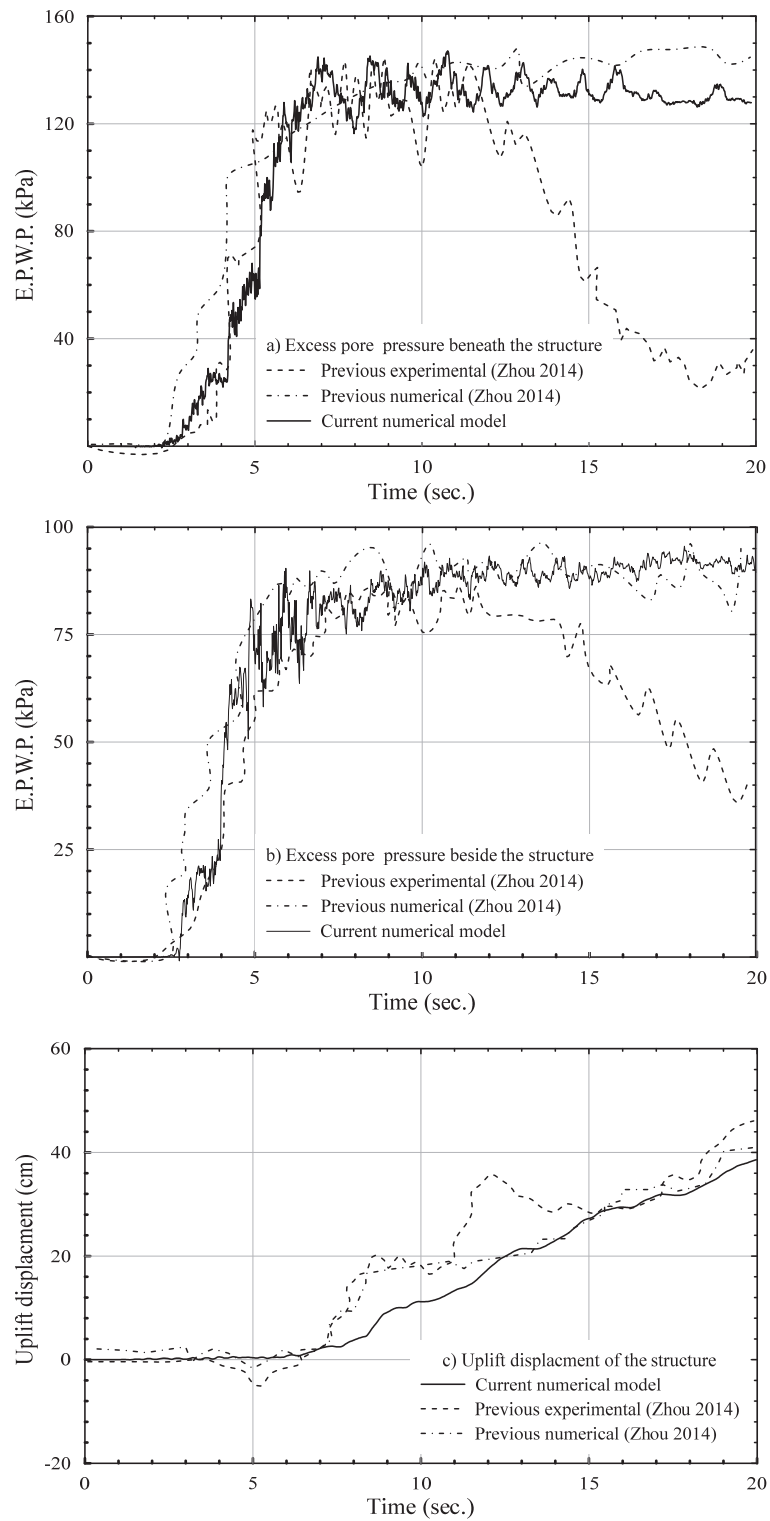 160
120
80
40
E.P.W.P. (kPa)
a) Excess pore pressure beneath the structure
Previous experimental (Zhou 2014)
Previous numerical (Zhou 2014)
Current numerical model
0 5 10 15 20
Time (sec.)
100
75
50
25
E.P.W.P. (kPa)
b) Excess pore pressure beside the structure
Previous experimental (Zhou 2014)
Previous numerical (Zhou 2014)
Current numerical model
0 5 10 15 20
Time (sec.)
60
40
20
0
-20
Uplift displacment (cm)
c) Uplift displacment of the structure
Current numerical model
Previous experimental (Zhou 2014)
Previous numerical (Zhou 2014)
0 5 10 15 20
Time (sec.)